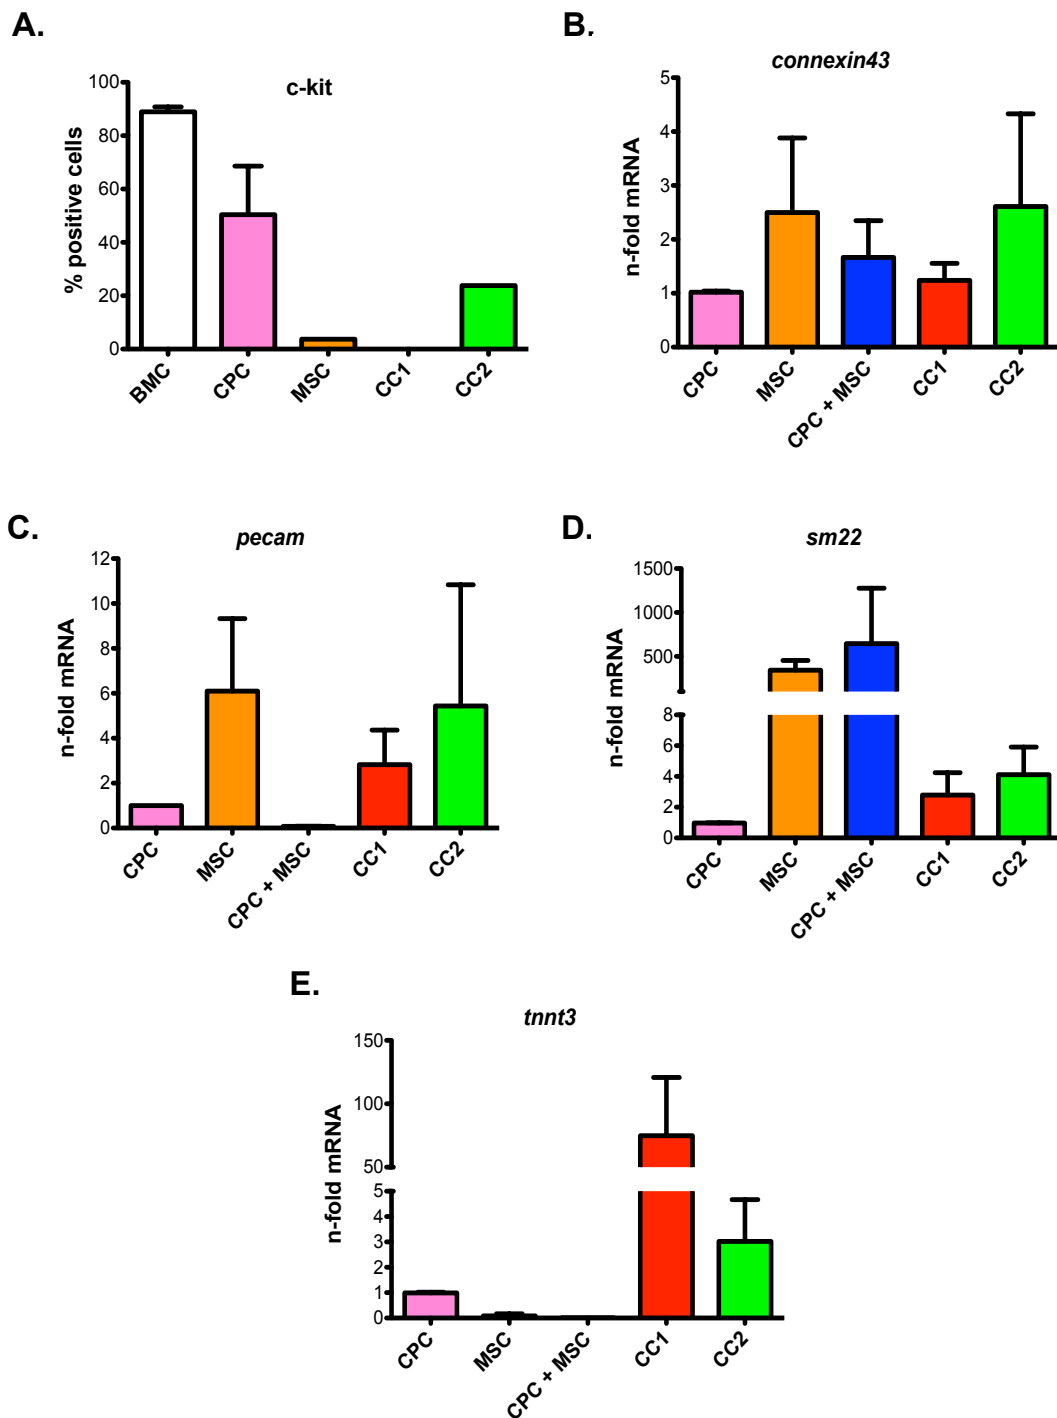 A.
c-kit
% positive cells
100
80
60
40
20
0
BMC
CPC
MSC
CC1
CC2
B.
connexin43
n-fold mRNA
5
4
3
2
1
0
CPC
MSC
CPC + MSC
CC1
CC2
C.
pecam
n-fold mRNA
12
10
8
6
4
2
0
CPC
MSC
CPC + MSC
CC1
CC2
D.
sm22
n-fold mRNA
1500
1000
500
8
6
4
2
0
CPC
MSC
CPC + MSC
CC1
CC2
E.
tnnt3
n-fold mRNA
150
100
50
5
4
3
2
1
0
CPC
MSC
CPC + MSC
CC1
CC2